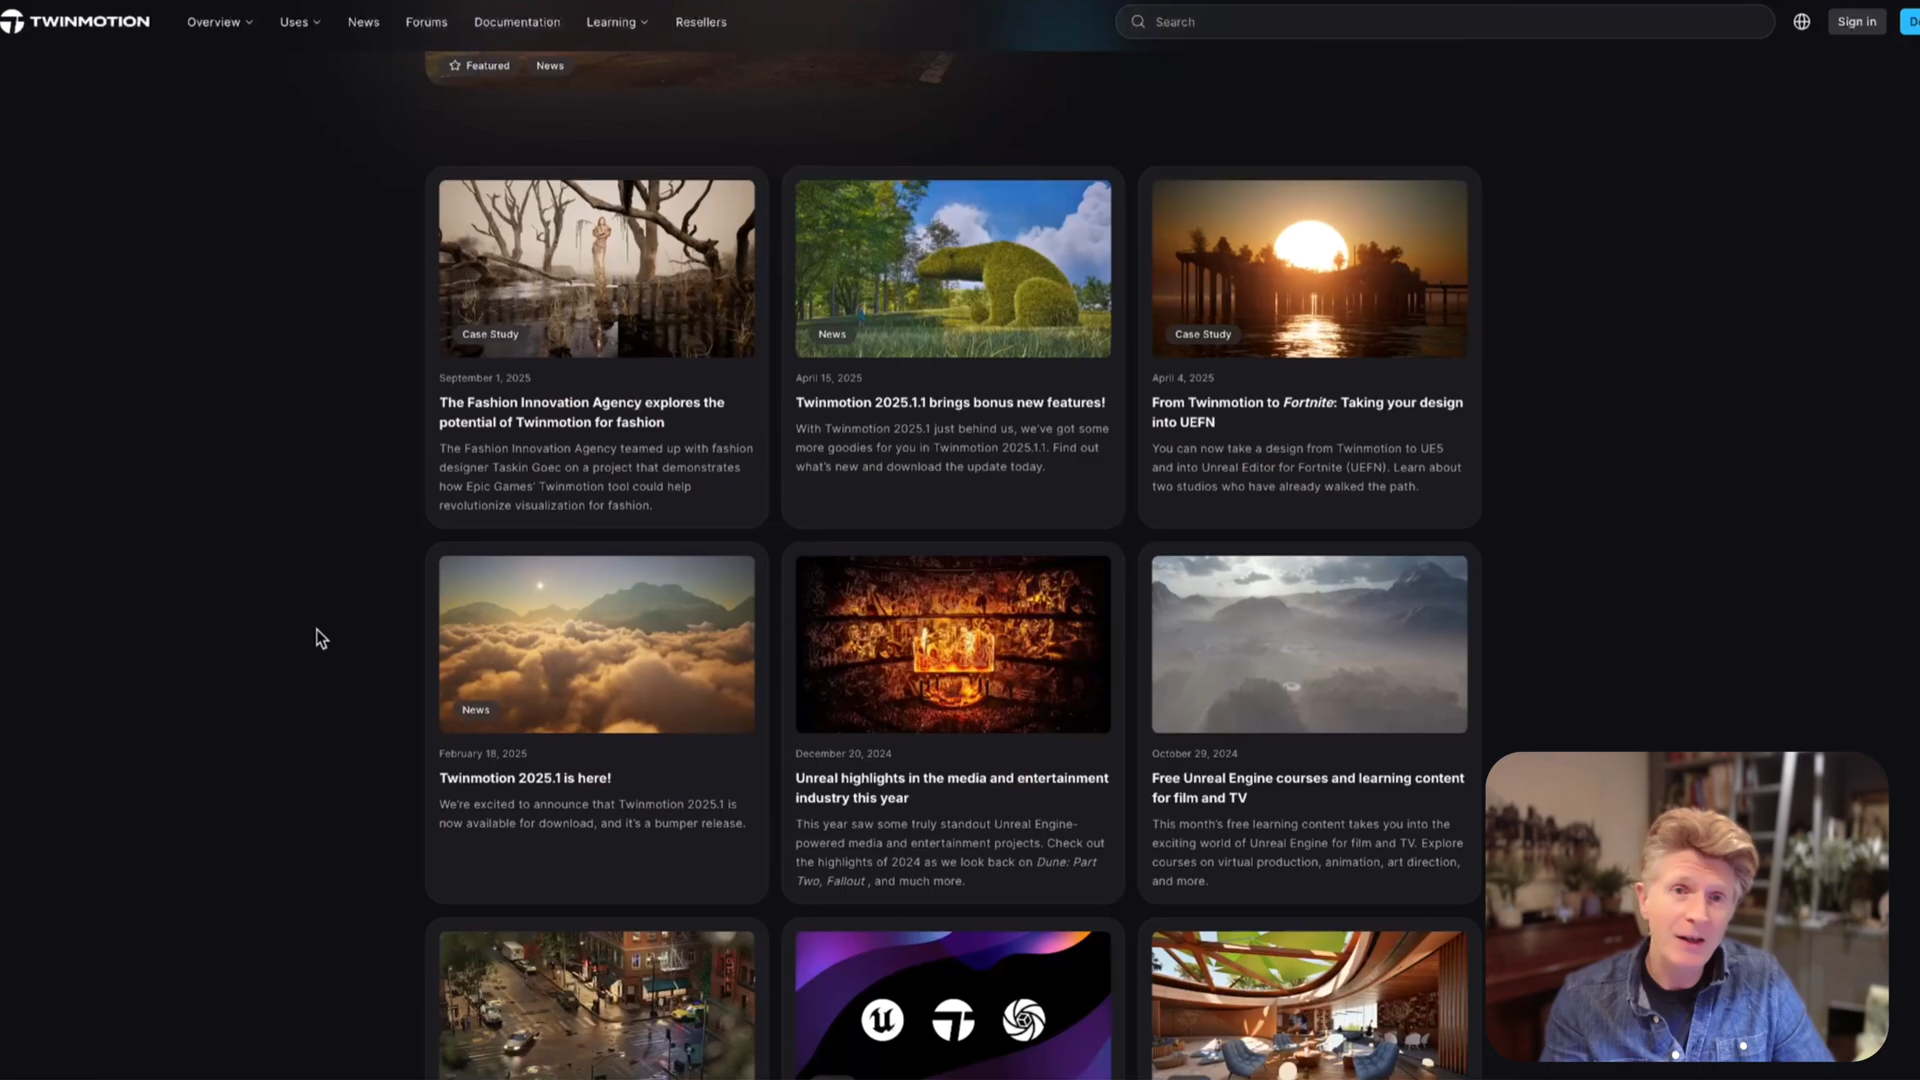 TWINMOTION
Overview
Uses
News
Forums
Documentation
Learning
Resellers
Search
Sign in
Featured
News
Case Study
September 1, 2025
The Fashion Innovation Agency explores the
potential of Twinmotion for fashion
The Fashion Innovation Agency teamed up with fashion
designer Taskin Goec on a project that demonstrates
how Epic Games' Twinmotion tool could help
revolutionize visualization for fashion.
News
April 15, 2025
Twinmotion 2025.1.1 brings bonus new features!
With Twinmotion 2025.1 just behind us, we've got some
more goodies for you in Twinmotion 2025.1.1. Find out
what's new and download the update today.
Case Study
April 4, 2025
From Twinmotion to Fortnite: Taking your design
into UEFN
You can now take a design from Twinmotion to UE5
and into Unreal Editor for Fortnite (UEFN). Learn about
two studios who have already walked the path.
News
February 18, 2025
Twinmotion 2025.1 is here!
We're excited to announce that Twinmotion 2025.1 is
now available for download, and it's a bumper release.
December 20, 2024
Unreal highlights in the media and entertainment
industry this year
This year saw some truly standout Unreal Engine-
powered media and entertainment projects. Check out
the highlights of 2024 as we look back on Dune: Part
Two, Fallout , and much more.
October 29, 2024
Free Unreal Engine courses and learning content
for film and TV
This month's free learning content takes you into the
exciting world of Unreal Engine for film and TV. Explore
courses on virtual production, animation, art direction,
and more.